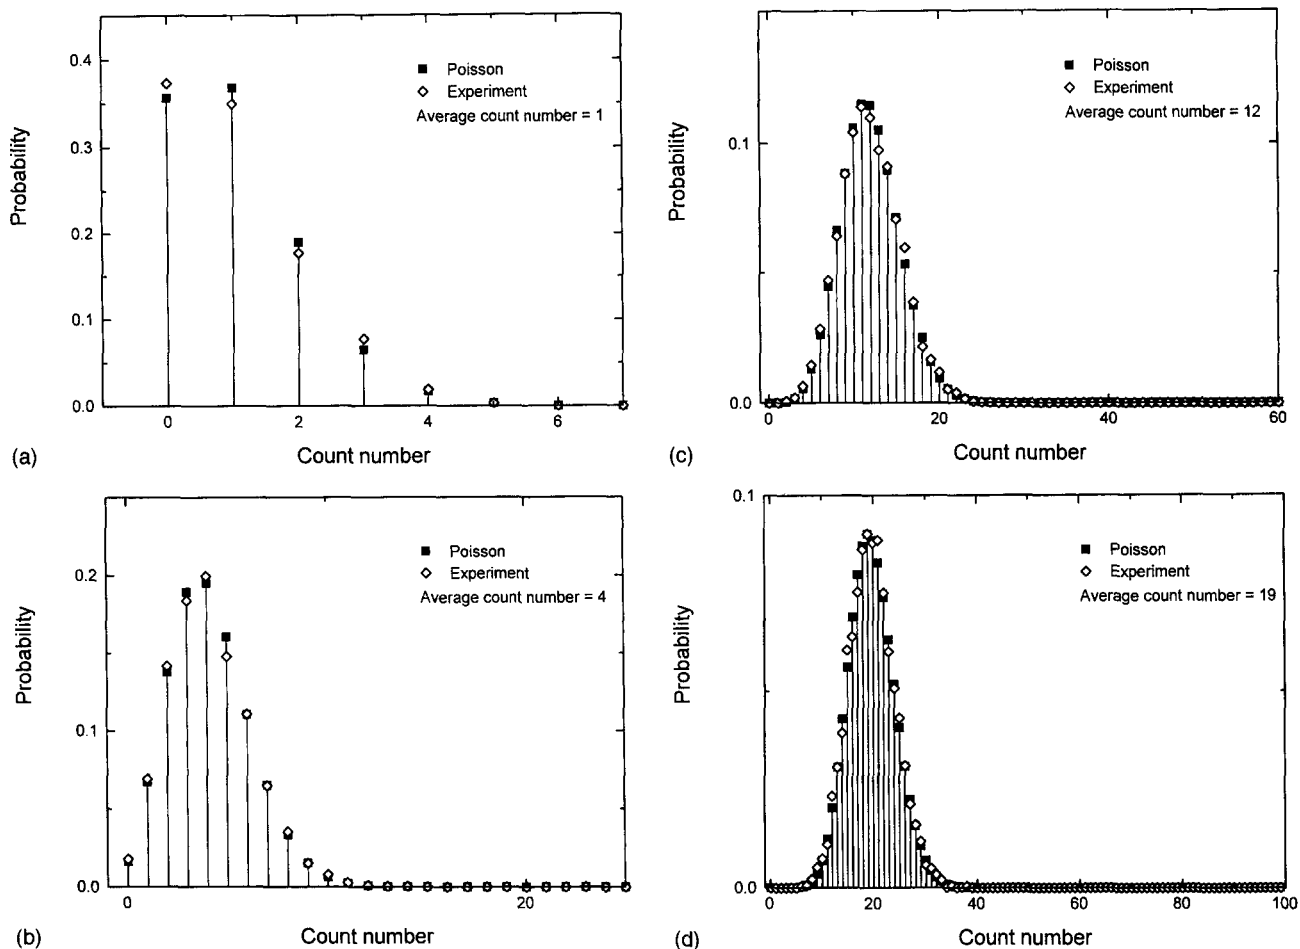 0.4
0.3
0.2
0.1
0.0
Probability
Poisson
Experiment
Average count number = 1
0 2 4 6
Count number
(a)
0.2
0.1
0.0
Probability
Poisson
Experiment
Average count number = 4
0 20
Count number
(b)
0.1
0.0
Probability
Poisson
Experiment
Average count number = 12
0 20 40 60
Count number
(c)
0.1
0.0
Probability
Poisson
Experiment
Average count number = 19
0 20 40 60 80 100
Count number
(d)